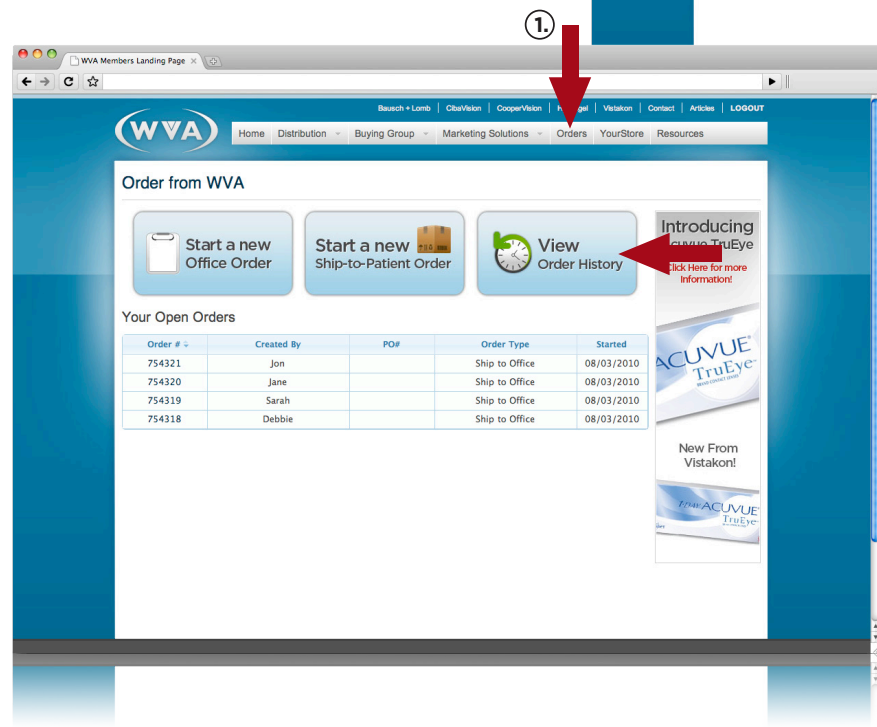 1.
WVA Members Landing Page
Bausch + Lomb | CibaVision | CooperVision | | Vistakon | Contact | Articles | LOGOUT
WVA
Home Distribution Buying Group Marketing Solutions Orders YourStore Resources
Order from WVA
Start a new
Office Order
Start a new
Ship-to-Patient Order
View
Order History
Introducing
TruEye
Click Here for more
Information!
ACUVUE
TruEye
BRAND CONTACT LENSES
New From
Vistakon!
1·DAY ACUVUE
TruEye
Your Open Orders
Order # Created By PO# Order Type Started
754321 Jon Ship to Office 08/03/2010
754320 Jane Ship to Office 08/03/2010
754319 Sarah Ship to Office 08/03/2010
754318 Debbie Ship to Office 08/03/2010